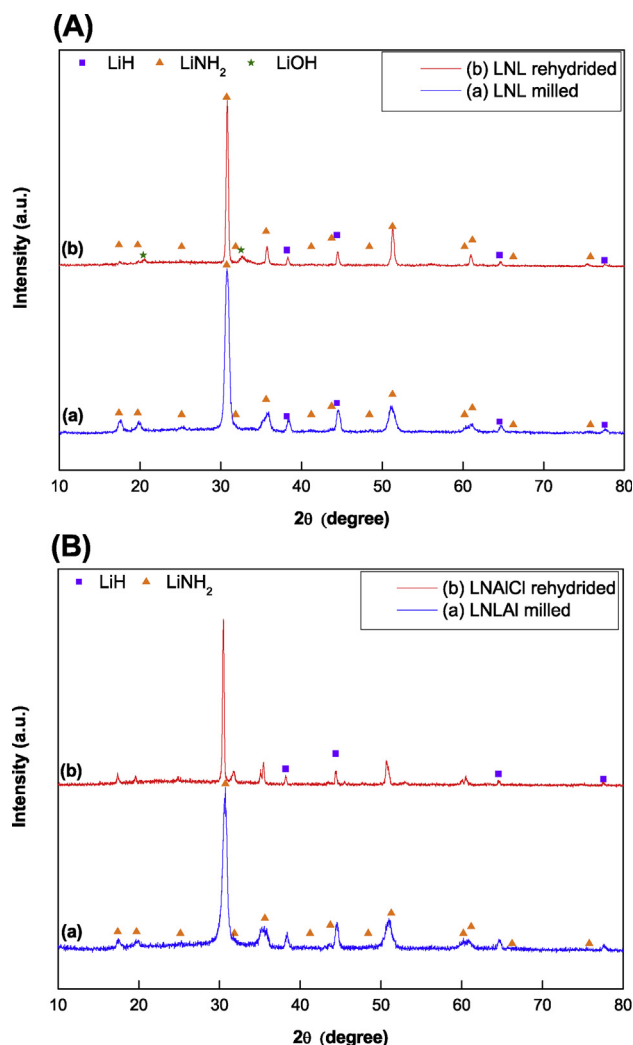 (A)
LiH LiNH₂ LiOH
(b) LNL rehydrided
(a) LNL milled
Intensity (a.u.)
(b)
(a)
10 20 30 40 50 60 70 80
2θ (degree)
(B)
LiH LiNH₂
(b) LNAlCl rehydrided
(a) LNLAl milled
Intensity (a.u.)
(b)
(a)
10 20 30 40 50 60 70 80
2θ (degree)